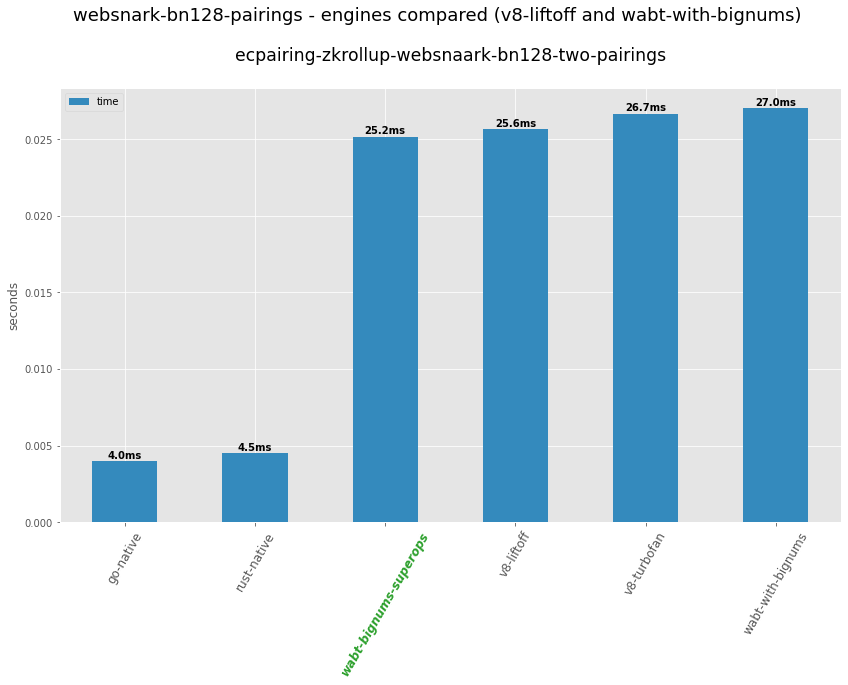 websnark-bn128-pairings - engines compared (v8-liftoff and wabt-with-bignums)
ecpairing-zkrollup-websnaark-bn128-two-pairings
time
seconds
0.025
0.020
0.015
0.010
0.005
0.000
4.0ms
4.5ms
25.2ms
25.6ms
26.7ms
27.0ms
go-native
rust-native
wabt-bignums-superops
v8-liftoff
v8-turbofan
wabt-with-bignums